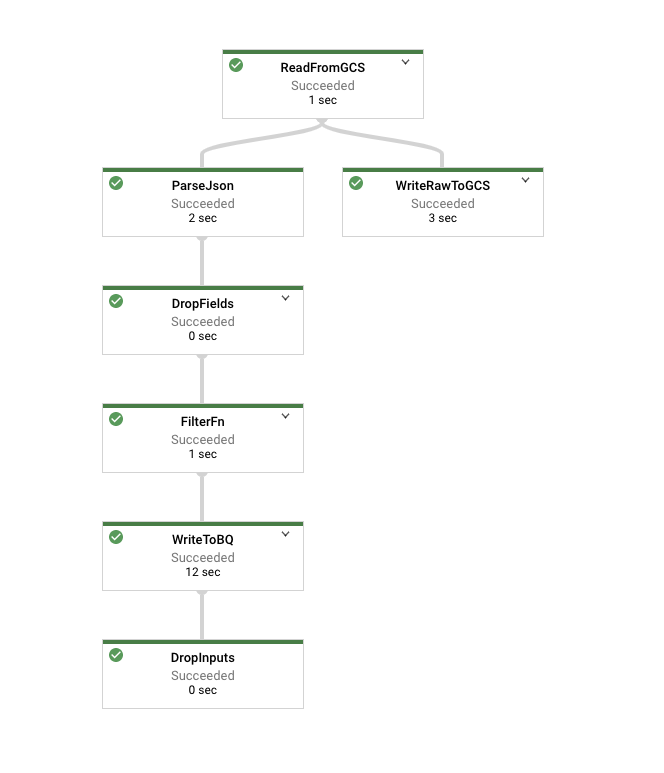 ReadFromGCS
Succeeded
1 sec
ParseJson
Succeeded
2 sec
WriteRawToGCS
Succeeded
3 sec
DropFields
Succeeded
0 sec
FilterFn
Succeeded
1 sec
WriteToBQ
Succeeded
12 sec
DropInputs
Succeeded
0 sec